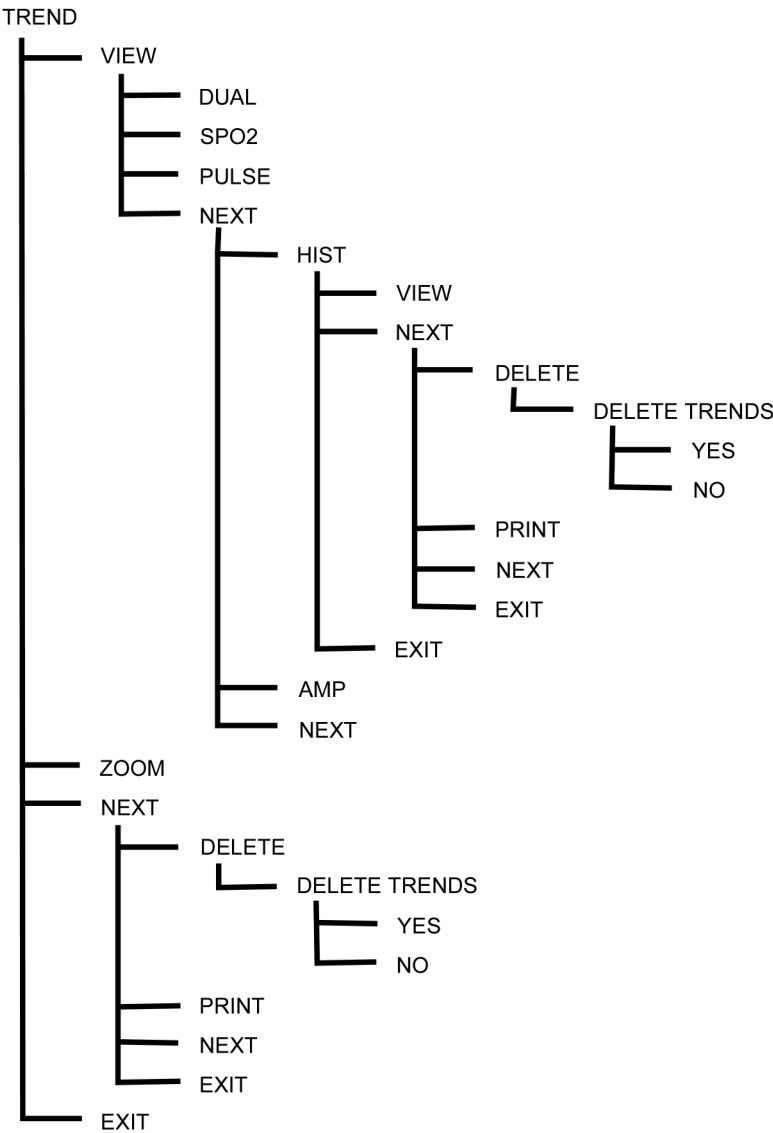 TREND
VIEW
DUAL
SPO2
PULSE
NEXT
HIST
VIEW
NEXT
DELETE
DELETE TRENDS
YES
NO
PRINT
NEXT
EXIT
EXIT
AMP
NEXT
ZOOM
NEXT
DELETE
DELETE TRENDS
YES
NO
PRINT
NEXT
EXIT
EXIT